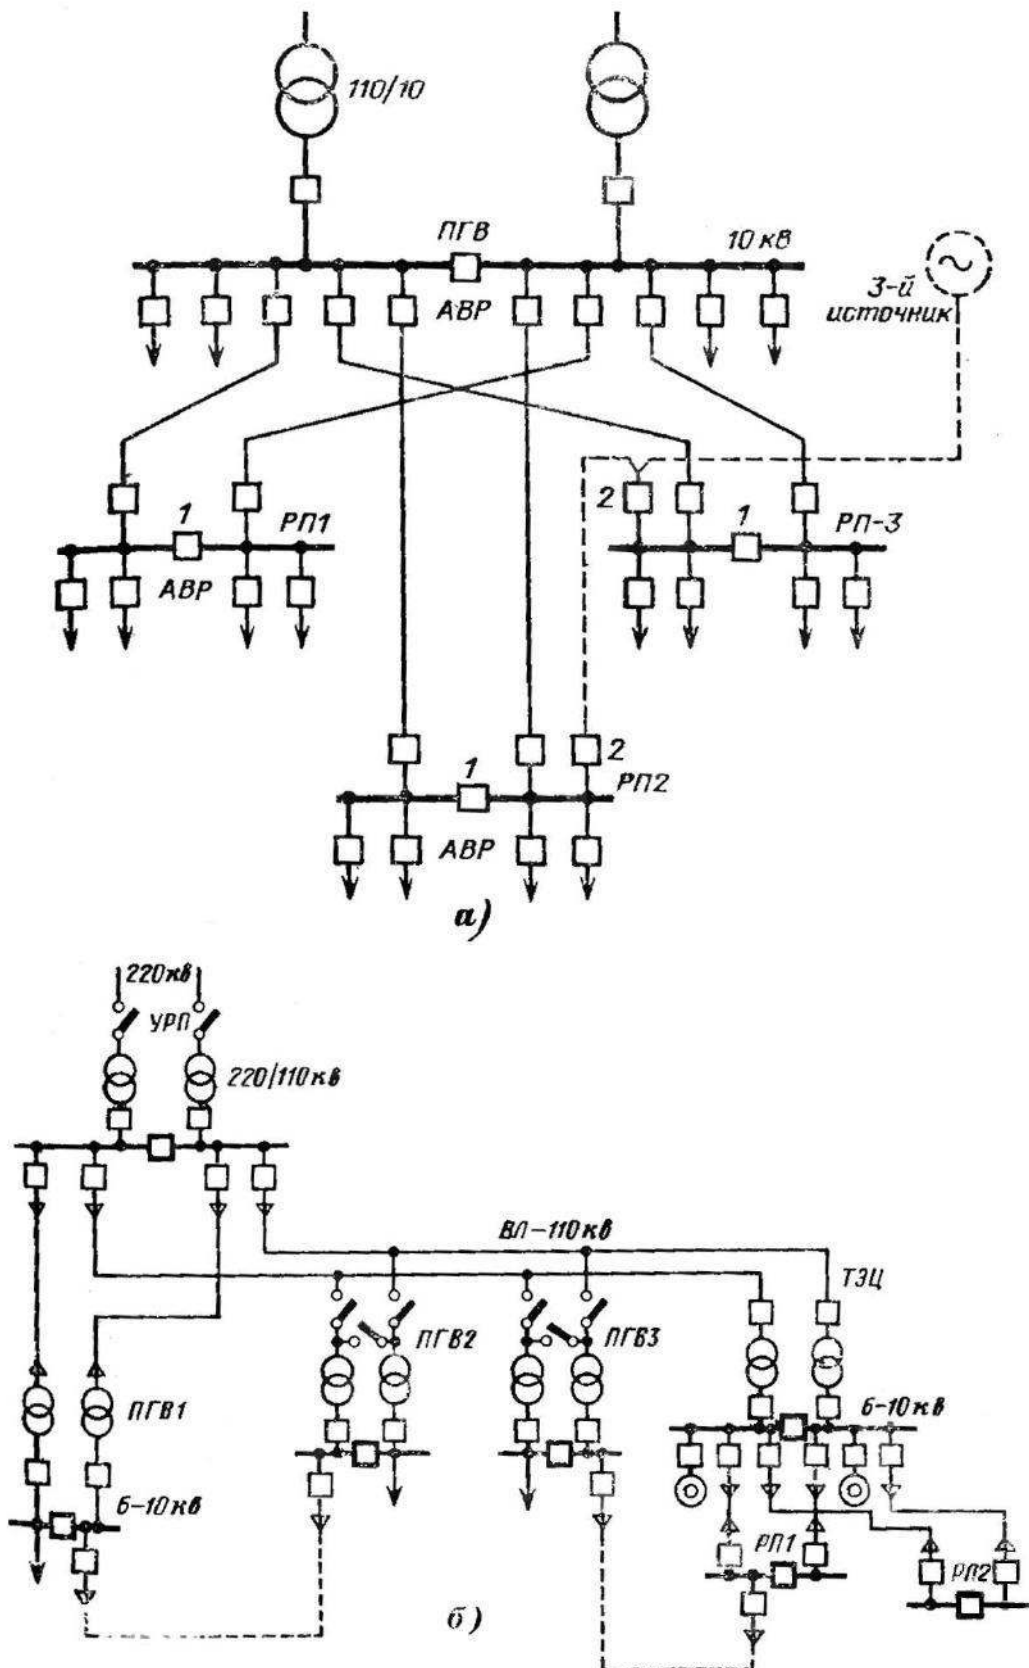 110/10
ПГВ
10 кв
АВР
3-й
источник
1
РП1
АВР
2
1
РП-3
1
2
РП2
АВР
а)
220кв
УРП
220/110кв
ВЛ-110кв
ТЭЦ
ПГВ2
ПГВ3
ПГВ1
6-10кв
6-10кв
РП1
РП2
б)